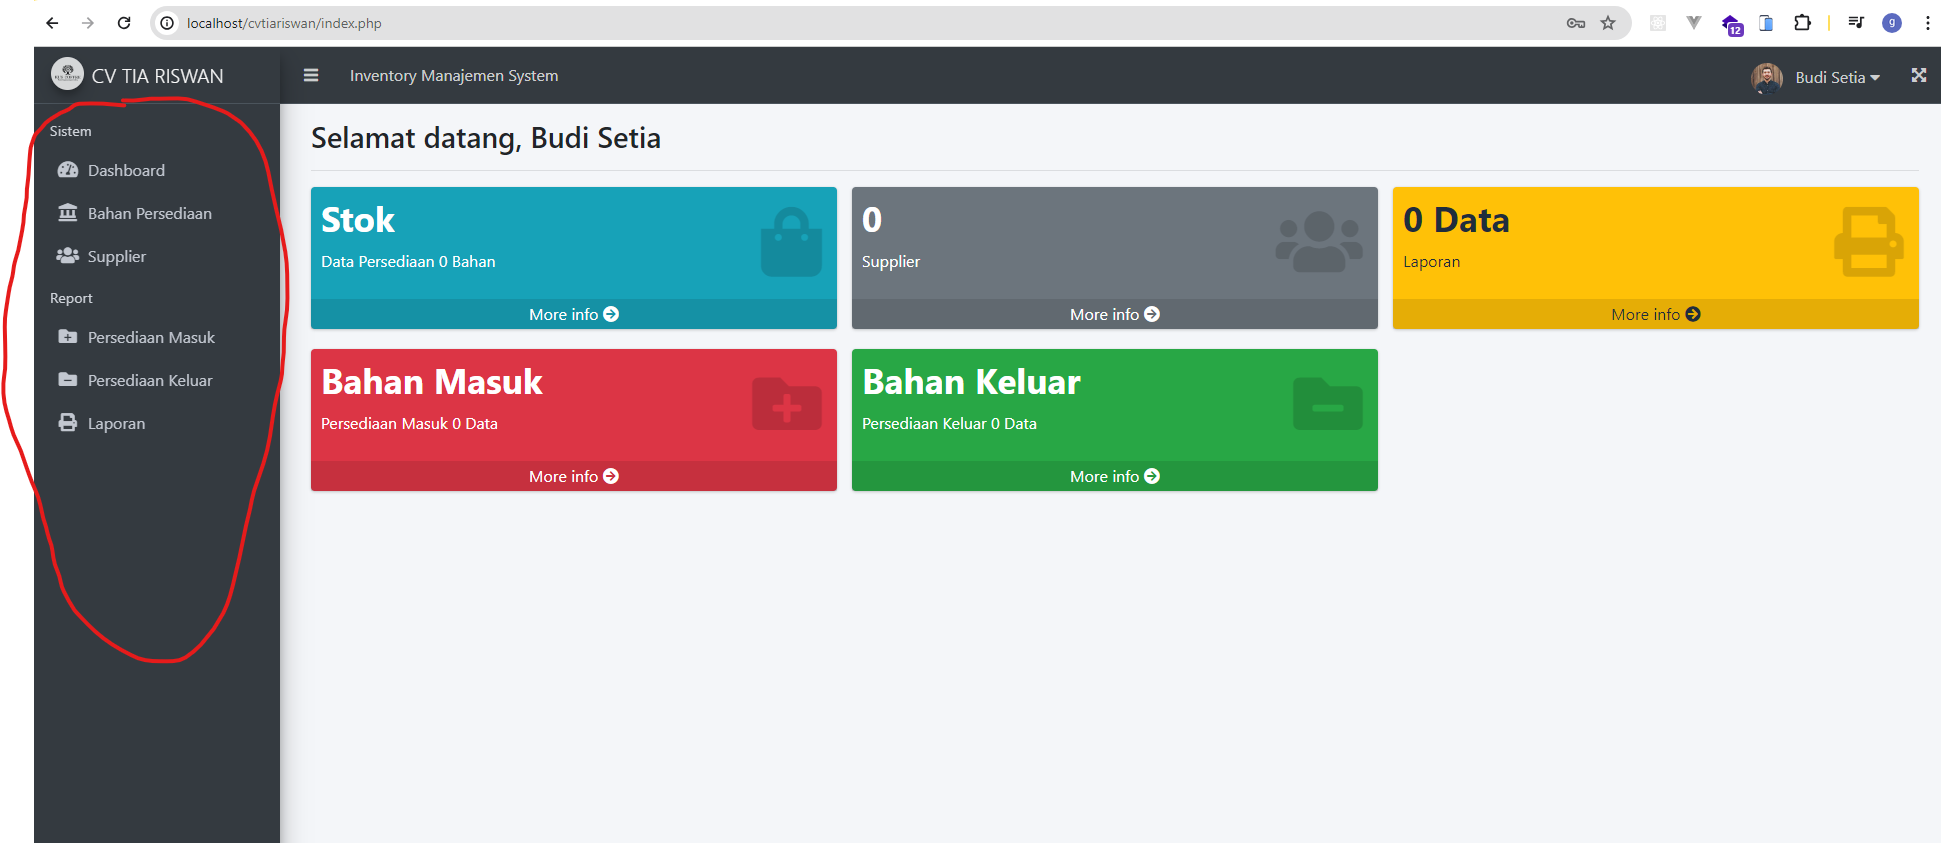 localhost/cvtiariswan/index.php
12
g
CV TIA RISWAN
Inventory Manajemen System
Budi Setia
Sistem
Dashboard
Bahan Persediaan
Supplier
Report
Persediaan Masuk
Persediaan Keluar
Laporan
Selamat datang, Budi Setia
Stok
Data Persediaan 0 Bahan
More info
0
Supplier
More info
0 Data
Laporan
More info
Bahan Masuk
Persediaan Masuk 0 Data
More info
Bahan Keluar
Persediaan Keluar 0 Data
More info